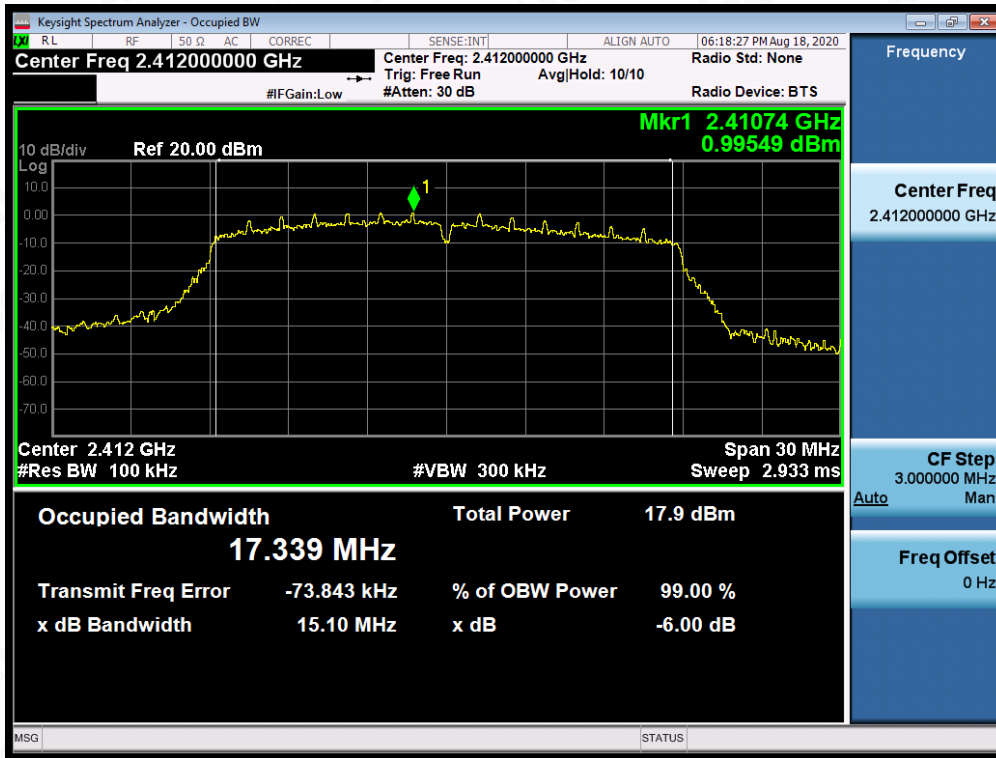 Keysight Spectrum Analyzer - Occupied BW
LXI RL RF 50 Ω AC CORREC SENSE:INT ALIGN AUTO 06:18:27 PM Aug 18, 2020
Center Freq 2.412000000 GHz
#IFGain:Low
Center Freq: 2.412000000 GHz
Trig: Free Run Avg|Hold: 10/10
#Atten: 30 dB
Radio Std: None
Radio Device: BTS
Mkr1 2.41074 GHz
0.99549 dBm
10 dB/div Ref 20.00 dBm
Log
10.0
0.00
-10.0
-20.0
-30.0
-40.0
-50.0
-60.0
-70.0
1
Center 2.412 GHz Span 30 MHz
#Res BW 100 kHz #VBW 300 kHz Sweep 2.933 ms
Occupied Bandwidth Total Power 17.9 dBm
17.339 MHz
Transmit Freq Error -73.843 kHz % of OBW Power 99.00 %
x dB Bandwidth 15.10 MHz x dB -6.00 dB
Frequency
Center Freq
2.412000000 GHz
CF Step
3.000000 MHz
Auto Man
Freq Offset
0 Hz
MSG STATUS